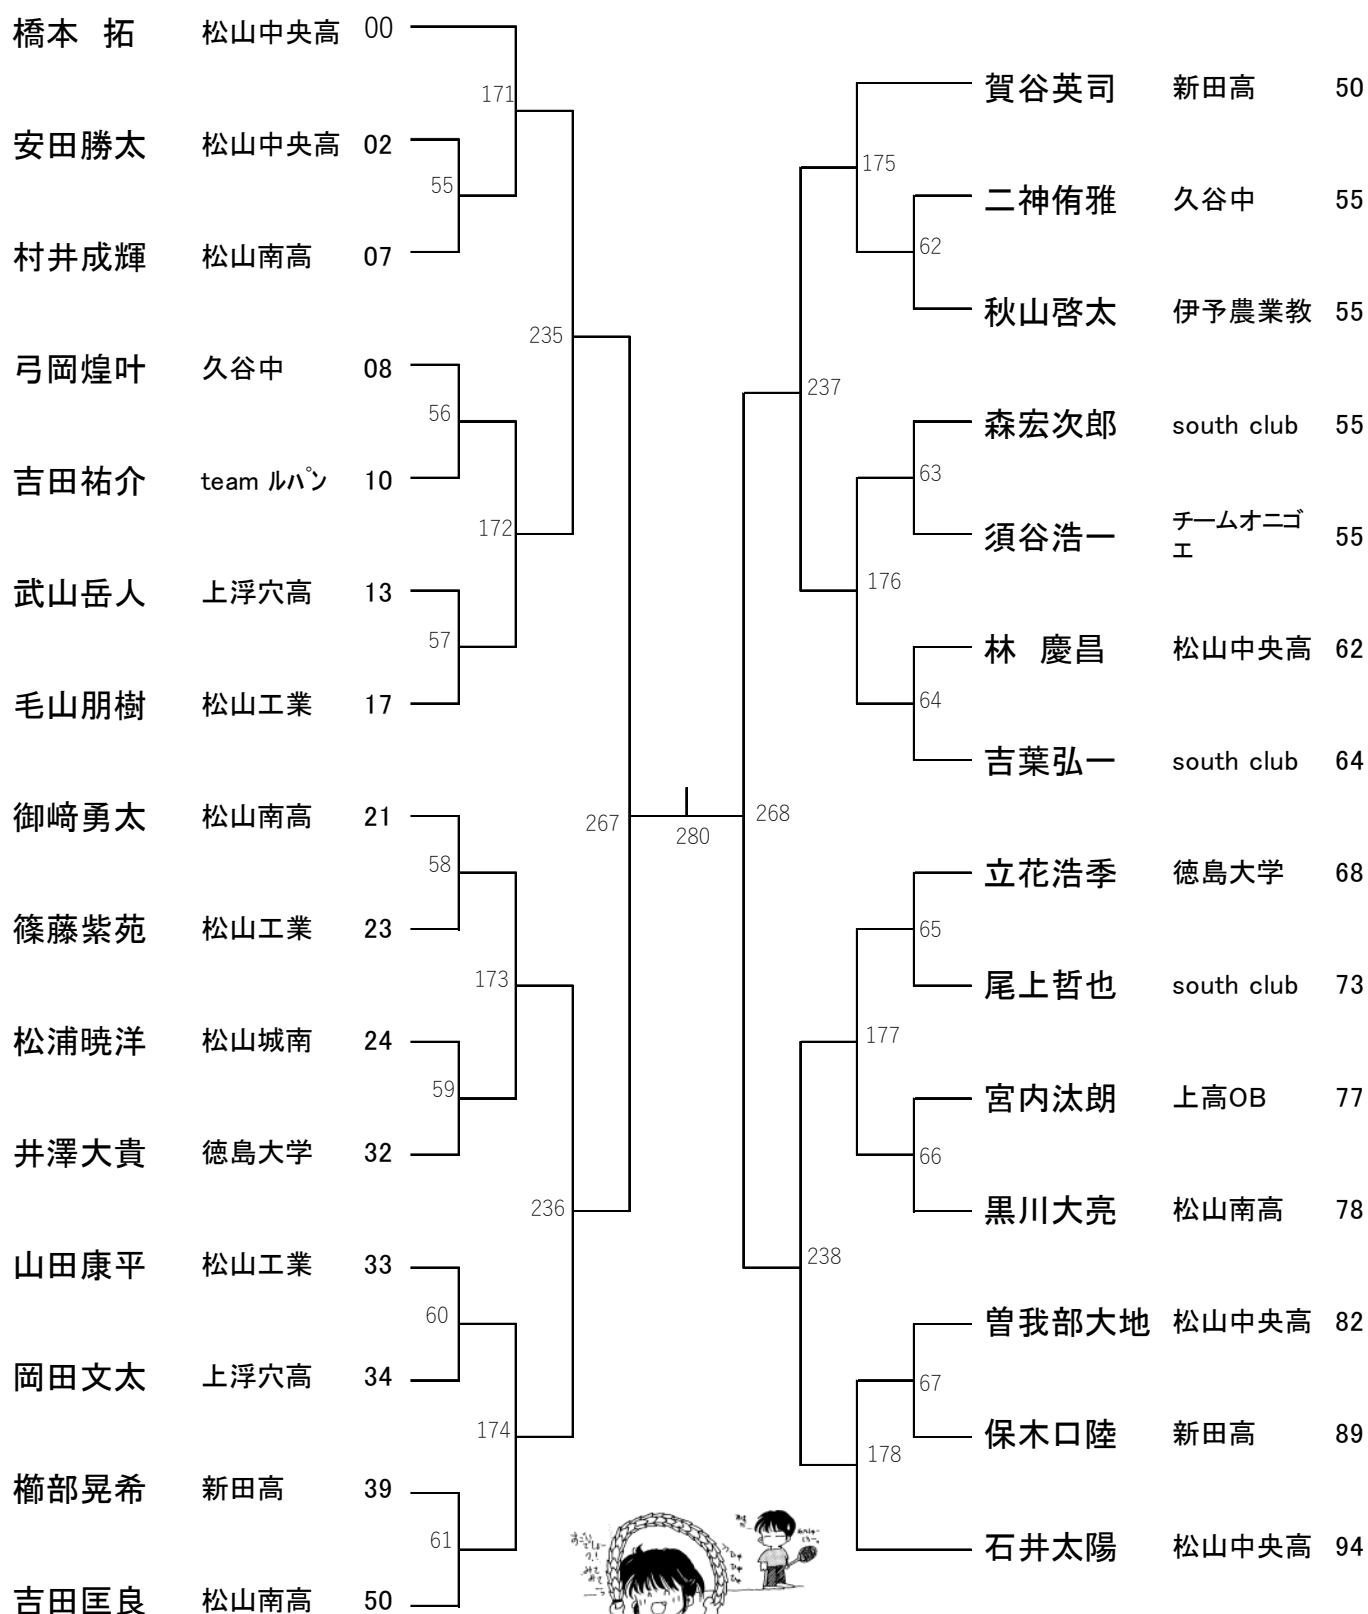 橋本 拓 松山中央高 00
171
安田勝太 松山中央高 02
55
村井成輝 松山南高 07
235
弓岡煌叶 久谷中 08
56
吉田祐介 team ルパン 10
172
武山岳人 上浮穴高 13
57
毛山朋樹 松山工業 17
御﨑勇太 松山南高 21
267
58
篠藤紫苑 松山工業 23
173
松浦暁洋 松山城南 24
59
井澤大貴 徳島大学 32
236
山田康平 松山工業 33
60
岡田文太 上浮穴高 34
174
櫛部晃希 新田高 39
61
吉田匡良 松山南高 50
280
賀谷英司 新田高 50
175
二神侑雅 久谷中 55
62
秋山啓太 伊予農業教 55
237
森宏次郎 south club 55
63
須谷浩一 チームオニゴ
エ 55
176
林 慶昌 松山中央高 62
64
吉葉弘一 south club 64
268
立花浩季 徳島大学 68
65
尾上哲也 south club 73
177
宮内汰朗 上高OB 77
66
黒川大亮 松山南高 78
238
曽我部大地 松山中央高 82
67
保木口陸 新田高 89
178
石井太陽 松山中央高 94